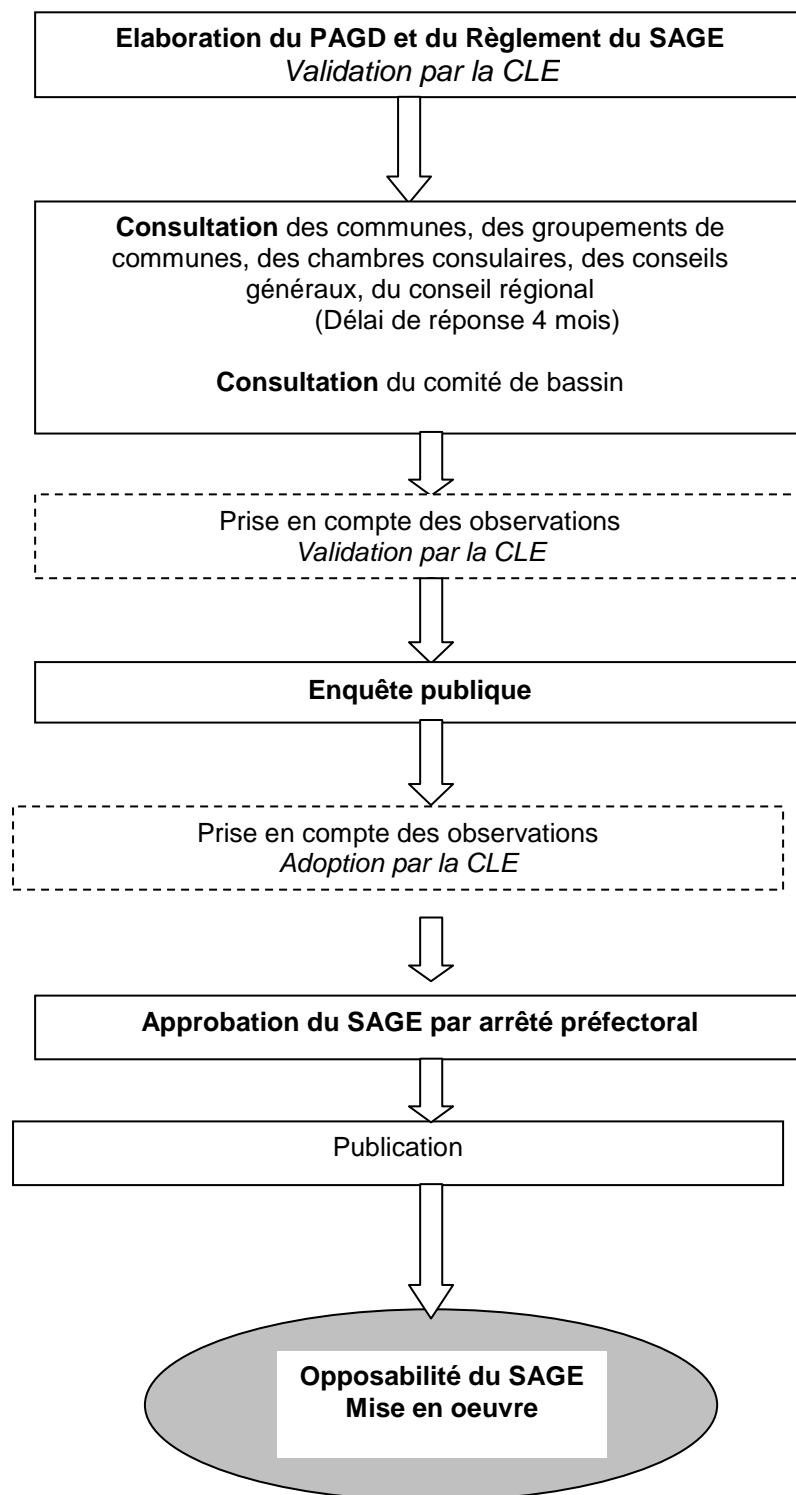 Elaboration du PAGD et du Règlement du SAGE
Validation par la CLE
Consultation des communes, des groupements de
communes, des chambres consulaires, des conseils
généraux, du conseil régional
(Délai de réponse 4 mois)
Consultation du comité de bassin
Prise en compte des observations
Validation par la CLE
Enquête publique
Prise en compte des observations
Adoption par la CLE
Approbation du SAGE par arrêté préfectoral
Publication
Opposabilité du SAGE
Mise en oeuvre